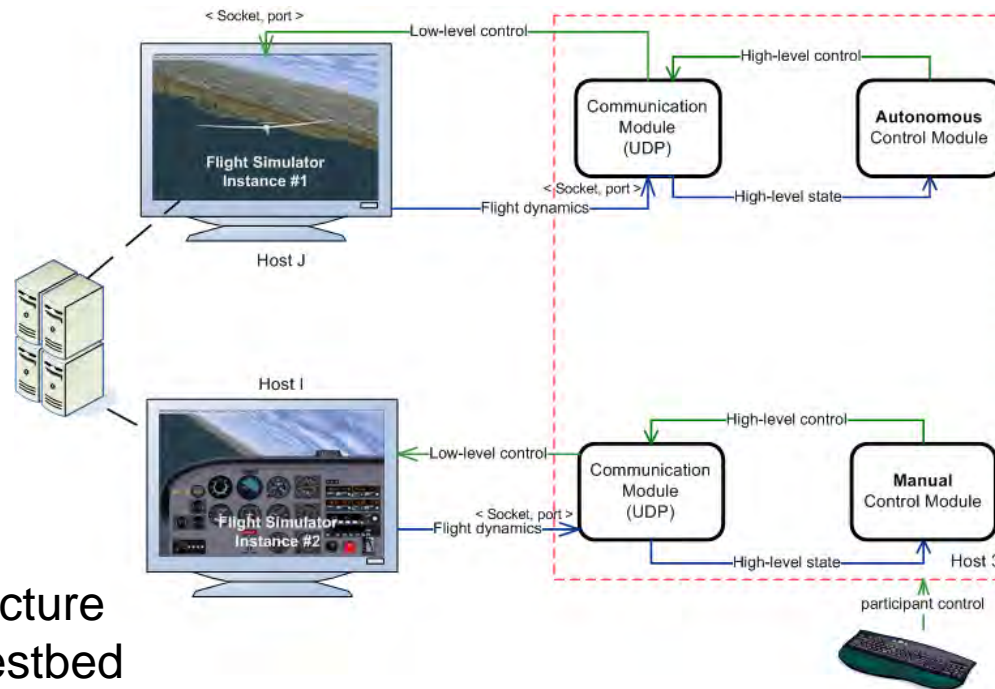 < Socket, port >
Low-level control
High-level control
Communication
Module
(UDP)
Autonomous
Control Module
Flight Simulator
Instance #1
< Socket, port >
Flight dynamics
High-level state
Host J
Host I
High-level control
Low-level control
Communication
Module
(UDP)
Manual
Control Module
Flight Simulator
Instance #2
< Socket, port >
Flight dynamics
High-level state
Host 3
participant control
cture
estbed